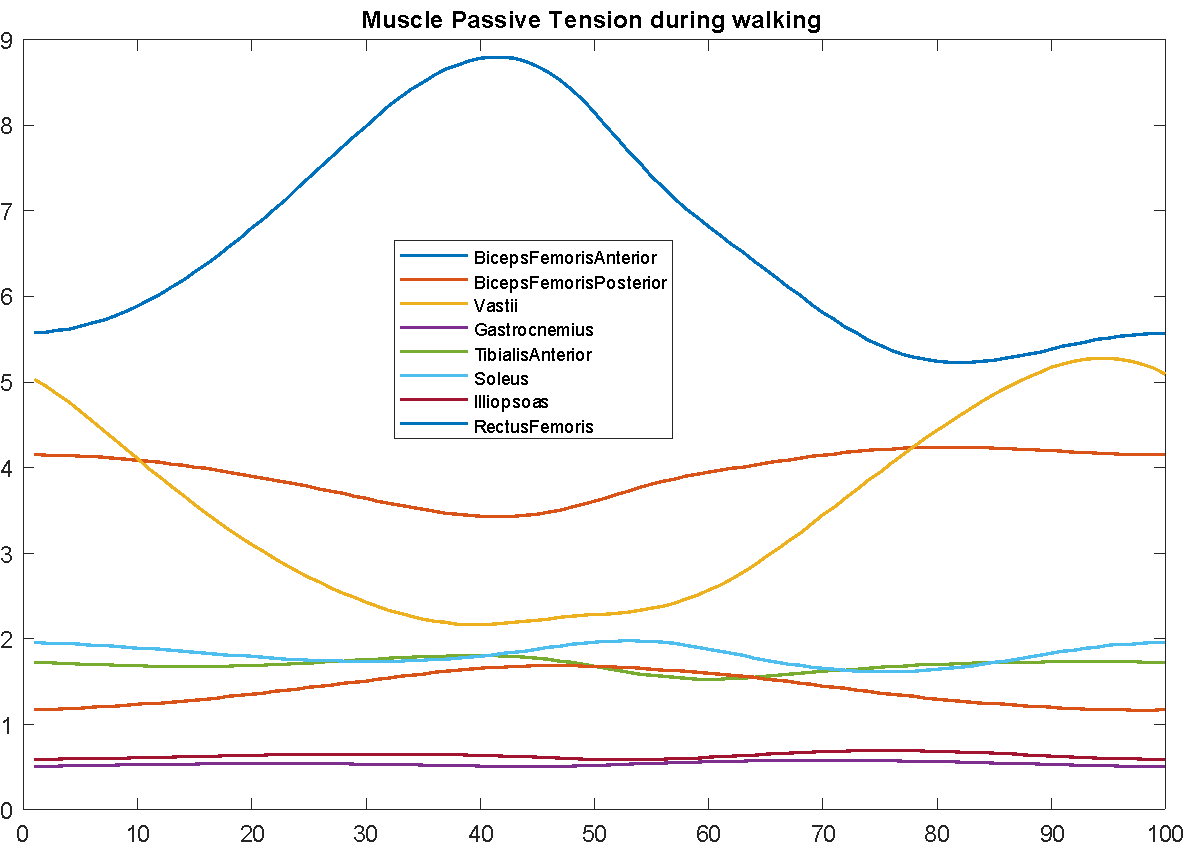 Muscle Passive Tension during walking
9
8
7
6
5
4
3
2
1
0
BicepsFemorisAnterior
BicepsFemorisPosterior
Vastii
Gastrocnemius
TibialisAnterior
Soleus
Illiopsoas
RectusFemoris
0 10 20 30 40 50 60 70 80 90 100